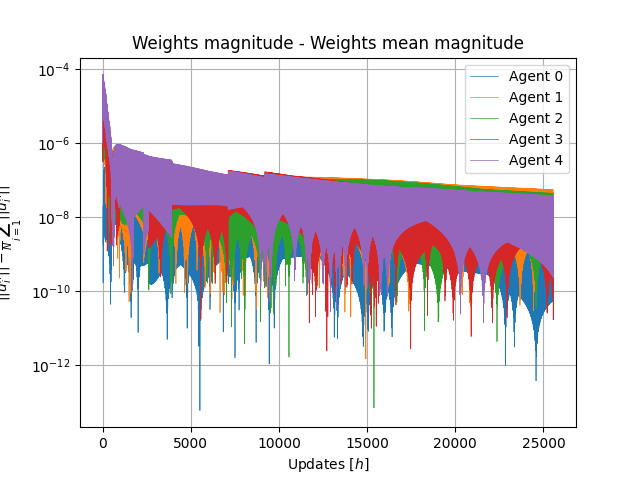 Weights magnitude - Weights mean magnitude
10⁻⁴
10⁻⁶
10⁻⁸
10⁻¹⁰
10⁻¹²
Agent 0
Agent 1
Agent 2
Agent 3
Agent 4
0
5000
10000
15000
20000
25000
Updates [h]